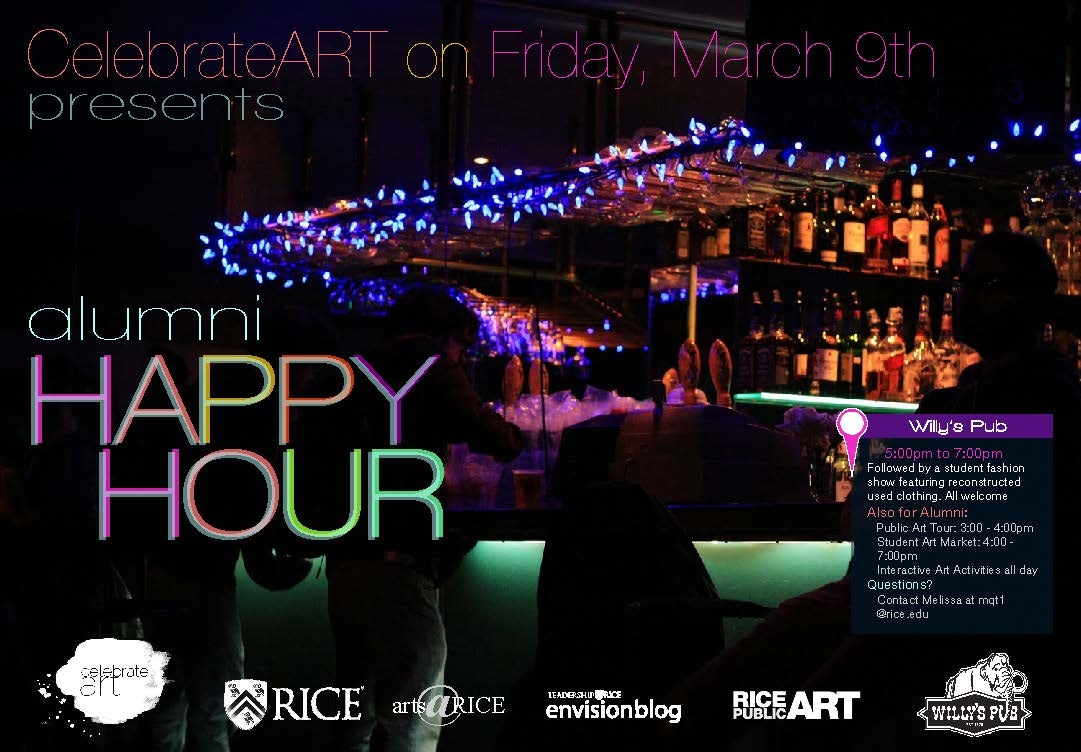 CelebrateART on Friday, March 9th
presents
alumni
HAPPY
HOUR
Willy's Pub
5:00pm to 7:00pm
Followed by a student fashion
show featuring reconstructed
used clothing. All welcome
Also for Alumni:
Public Art Tour: 3:00 - 4:00pm
Student Art Market: 4:00 -
7:00pm
Interactive Art Activities all day
Questions?
Contact Melissa at mqt1
@rice.edu
celebrate
art
RICE
arts@RICE
LEADERSHIP RICE
envisionblog
RICE
PUBLIC
ART
WILLY'S PUB